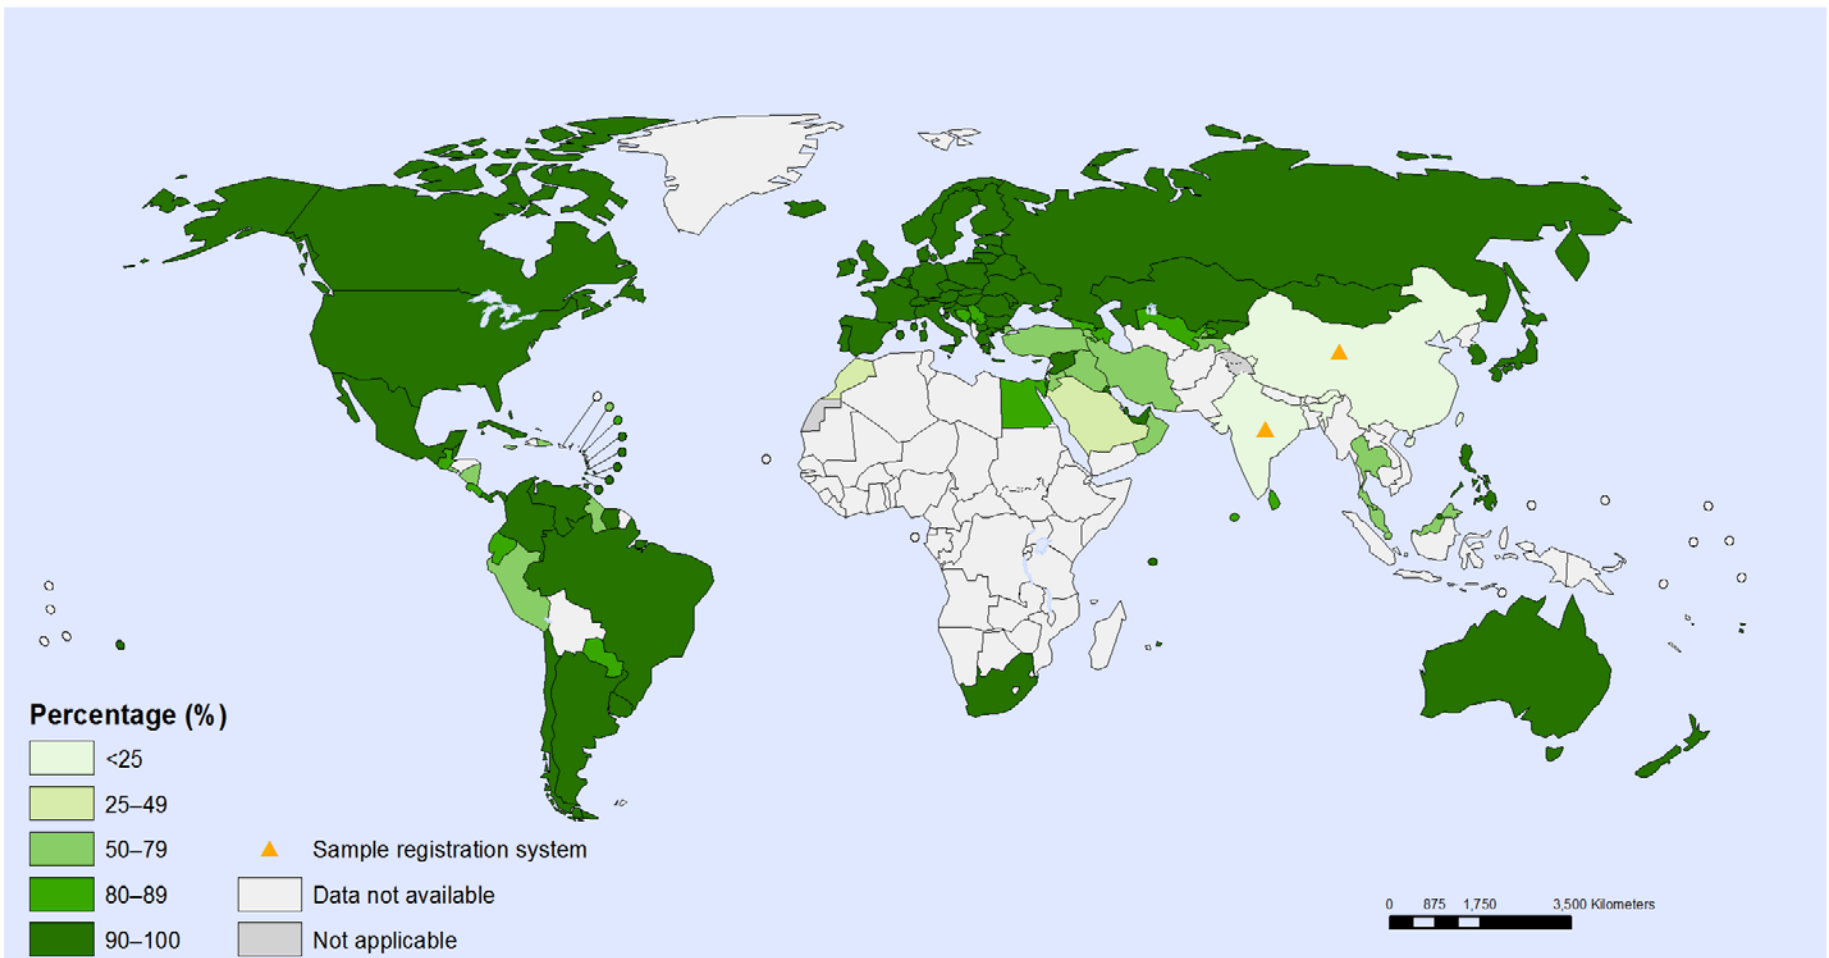 Percentage (%)
<25
25–49
50–79
80–89
90–100
Sample registration system
Data not available
Not applicable
0 875 1,750 3,500 Kilometers